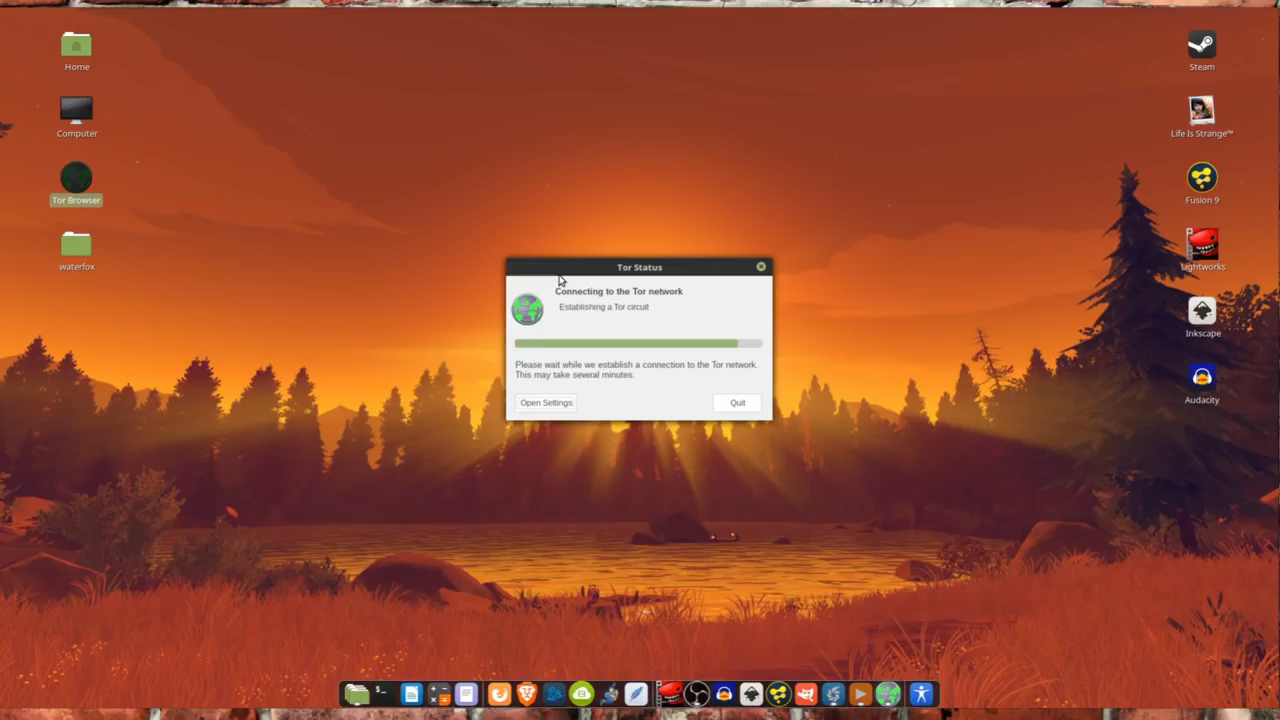 Home
Computer
Tor Browser
waterfox
Steam
Life Is Strange™
Fusion 9
Lightworks
Inkscape
Audacity
Tor Status
Connecting to the Tor network
Establishing a Tor circuit
Please wait while we establish a connection to the Tor network.
This may take several minutes.
Open Settings
Quit
$_